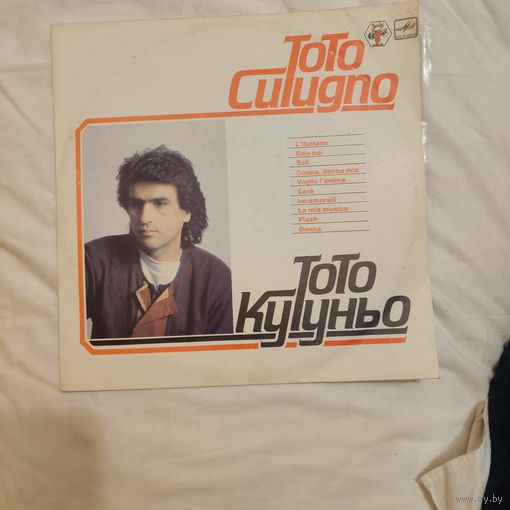 Toto
Cutugno
L'Italiano
Solo noi
Soli
Donna, donna mia
Voglio l'anima
Sarà
Innamorati
La mia musica
Flash
Donna
Тото
Кутуньо
www.ay.by